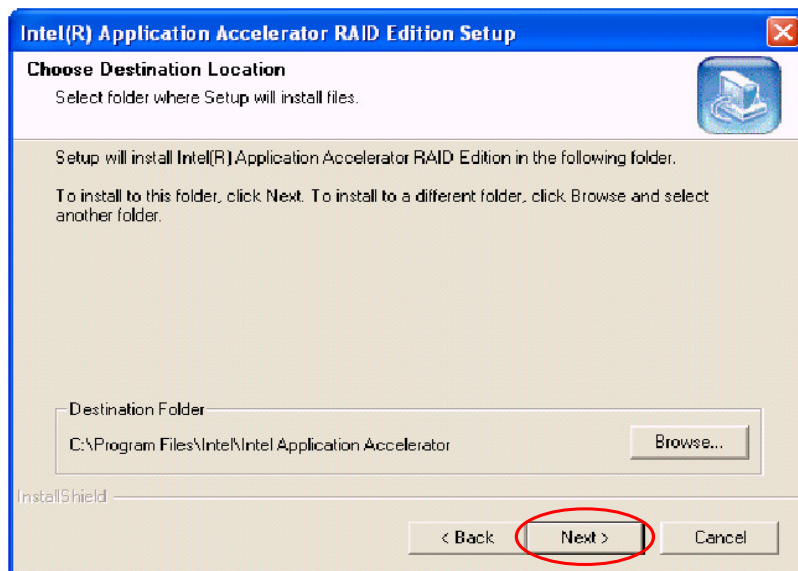 Intel(R) Application Accelerator RAID Edition Setup
Choose Destination Location
Select folder where Setup will install files.
Setup will install Intel(R) Application Accelerator RAID Edition in the following folder.
To install to this folder, click Next. To install to a different folder, click Browse and select
another folder.
Destination Folder
C:\Program Files\Intel\Intel Application Accelerator
Browse...
InstallShield
< Back
Next >
Cancel